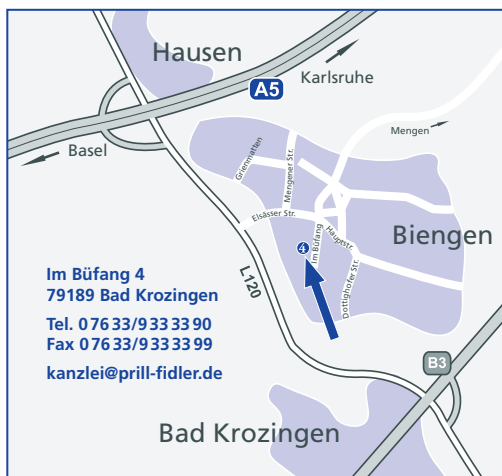 Hausen
Karlsruhe
A5
Basel
Mengen
Grienmatten
Mengener Str.
Elsässer Str.
Hauptstr.
Im Büfang
4
Dottighofer Str.
Biengen
L120
Im Büfang 4
79189 Bad Krozingen
Tel. 0 76 33/9 33 33 90
Fax 0 76 33/9 33 33 99
kanzlei@prill-fidler.de
B3
Bad Krozingen